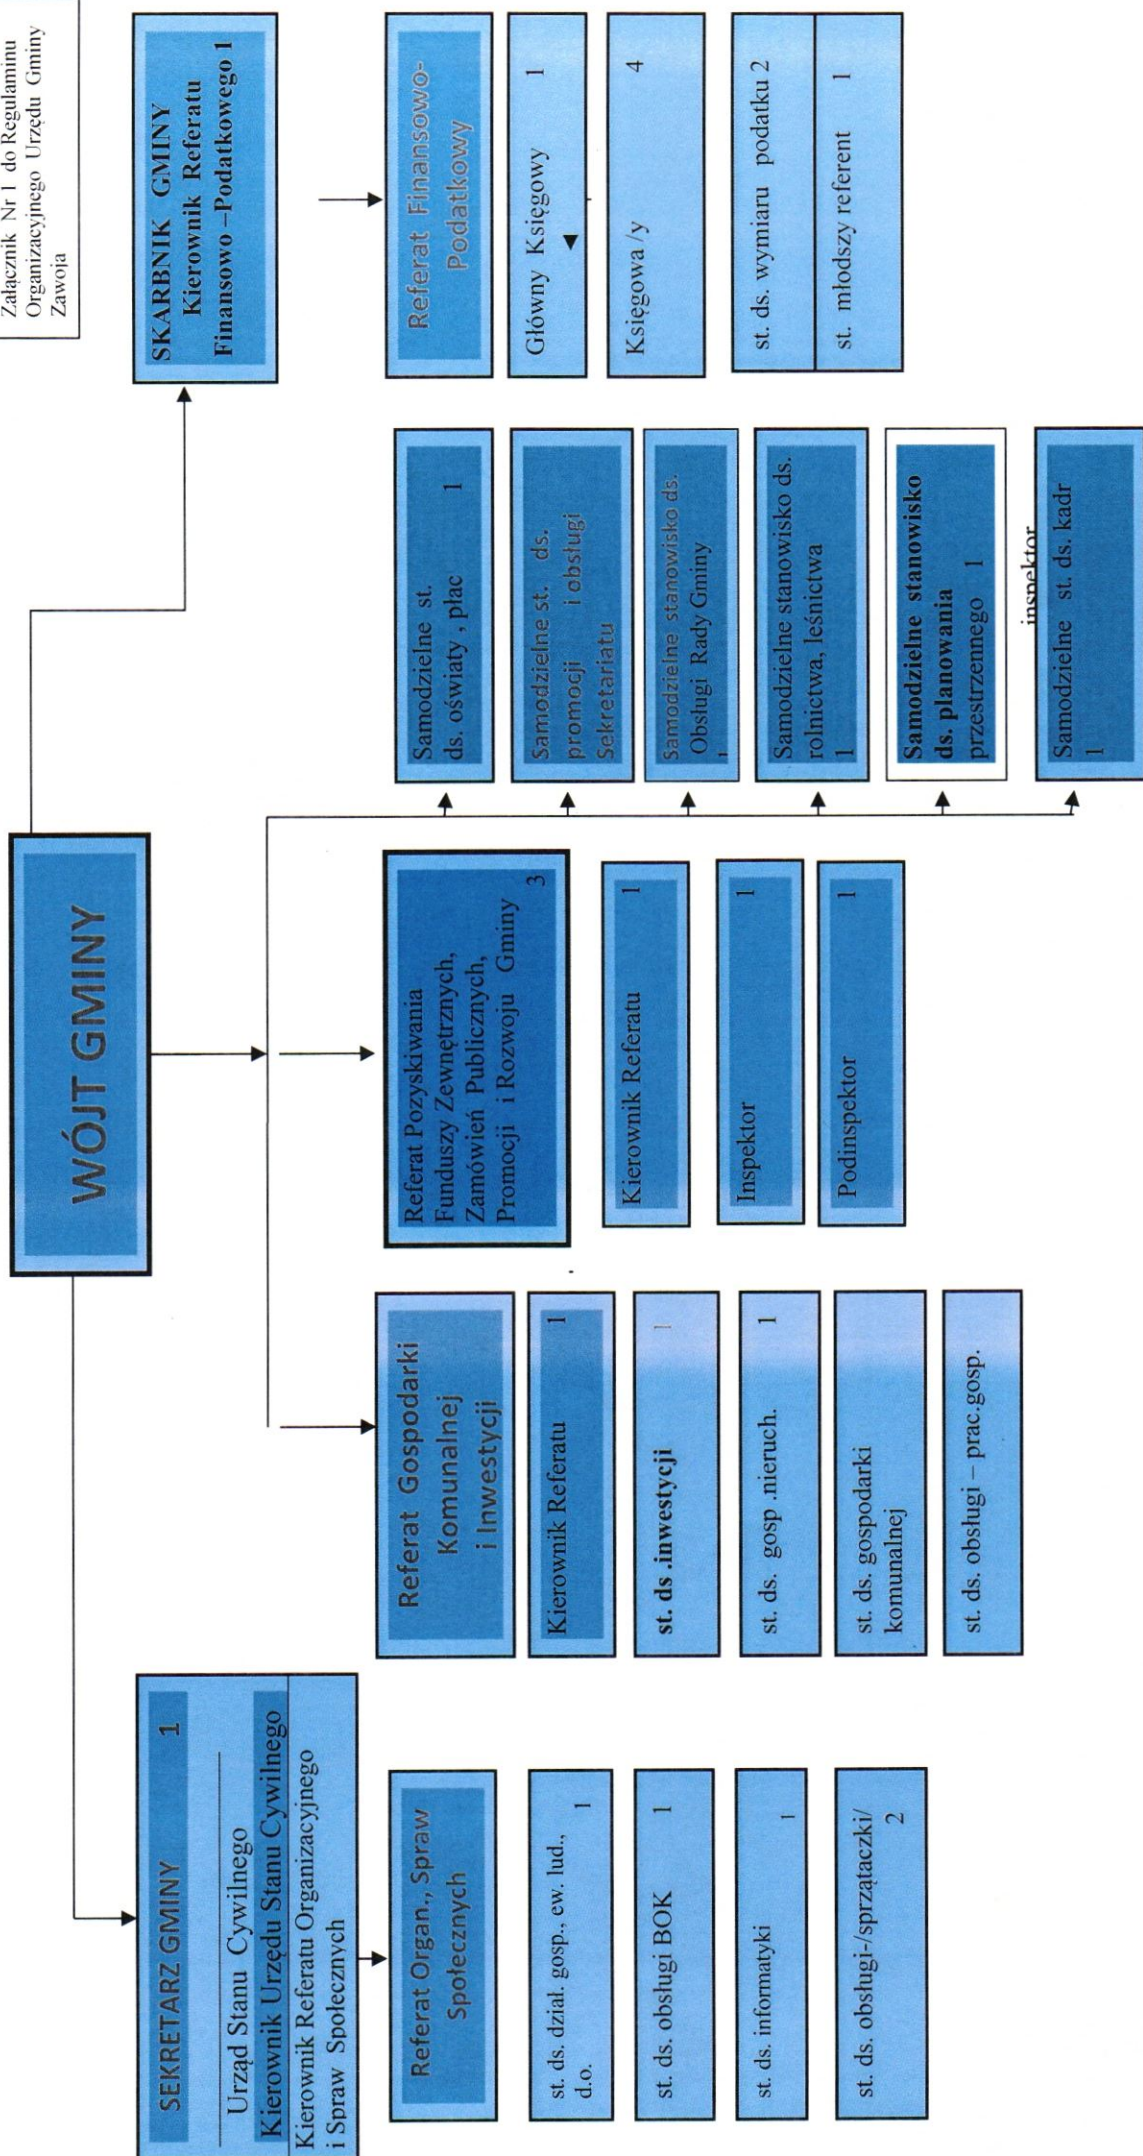 Załącznik Nr 1 do Regulaminu
Organizacyjnego Urzędu Gminy
Zawoja
WÓJT GMINY
SEKRETARZ GMINY 1
Urząd Stanu Cywilnego
Kierownik Urzędu Stanu Cywilnego
Kierownik Referatu Organizacyjnego
i Spraw Społecznych
Referat Organ., Spraw
Społecznych
st. ds. dział. gosp., ew. lud.,
d.o. 1
st. ds. obsługi BOK 1
st. ds. informatyki 1
st. ds. obsługi-/sprzątaczki/
2
Referat Gospodarki
Komunalnej
i Inwestycji
Kierownik Referatu 1
st. ds .inwestycji 1
st. ds. gosp .nieruch. 1
st. ds. gospodarki
komunalnej
st. ds. obsługi – prac.gosp.
Referat Pozyskiwania
Funduszy Zewnętrznych,
Zamówień Publicznych,
Promocji i Rozwoju Gminy
3
Kierownik Referatu 1
Inspektor 1
Podinspektor 1
Samodzielne st.
ds. oświaty , płac 1
Samodzielne st. ds.
promocji i obsługi
Sekretariatu
Samodzielne stanowisko ds.
Obsługi Rady Gminy
Samodzielne stanowisko ds.
rolnictwa, leśnictwa
1
Samodzielne stanowisko
ds. planowania
przestrzennego 1
inspektor
Samodzielne st. ds. kadr
1
SKARBNIK GMINY
Kierownik Referatu
Finansowo –Podatkowego 1
Referat Finansowo-
Podatkowy
Główny Księgowy 1
Księgowa /y 4
st. ds. wymiaru podatku 2
st. młodszy referent 1